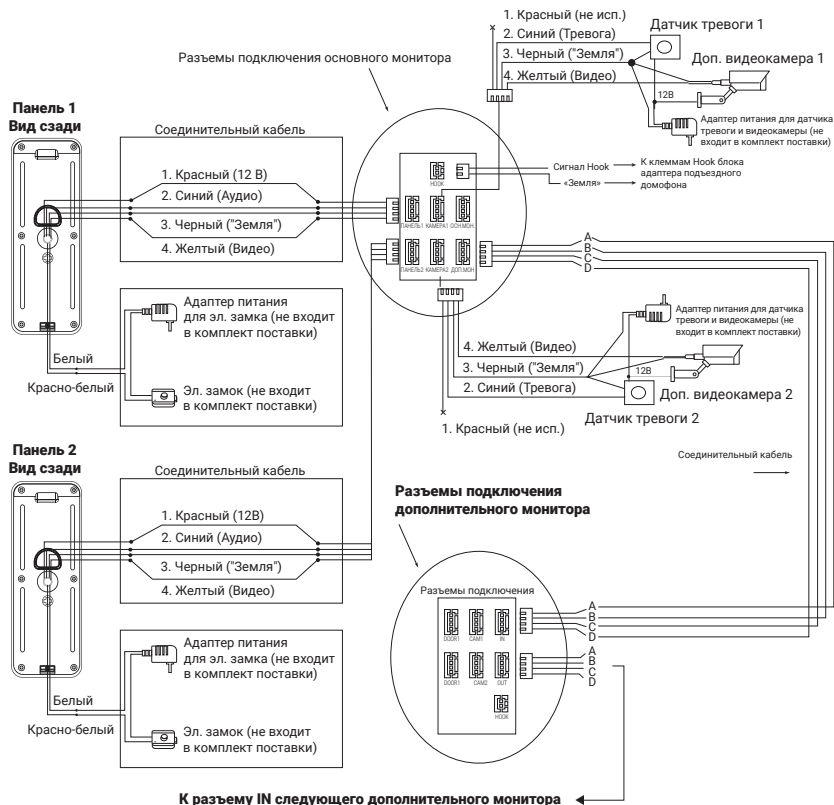 1. Красный (не исп.)
2. Синий (Тревога)
3. Черный ("Земля")
4. Желтый (Видео)
Датчик тревоги 1
Доп. видеокамера 1
12В
Адаптер питания для датчика
тревоги и видеокамеры (не
входит в комплект поставки)
Разъемы подключения основного монитора
Панель 1
Вид сзади
Соединительный кабель
1. Красный (12 В)
2. Синий (Аудио)
3. Черный ("Земля")
4. Желтый (Видео)
HOOK
ПАНЕЛЬ1 КАМЕРА1 ОСН.МОН.
ПАНЕЛЬ2 КАМЕРА2 ДОП.МОН
Сигнал Hook
«Земля»
К клеммам Hook блока
адаптера подъездного
домофона
A
B
C
D
Адаптер питания
для эл. замка (не входит
в комплект поставки)
Белый
Красно-белый
Эл. замок (не входит
в комплект поставки)
Адаптер питания для датчика
тревоги и видеокамеры (не
входит в комплект поставки)
4. Желтый (Видео)
3. Черный ("Земля")
2. Синий (Тревога)
1. Красный (не исп.)
12В
Доп. видеокамера 2
Датчик тревоги 2
Соединительный кабель
Панель 2
Вид сзади
Соединительный кабель
1. Красный (12В)
2. Синий (Аудио)
3. Черный ("Земля")
4. Желтый (Видео)
Разъемы подключения
дополнительного монитора
Разъемы подключения
DOOR1 CAM1 IN
DOOR1 CAM2 OUT
HOOK
A
B
C
D
A
B
C
D
Адаптер питания
для эл. замка (не входит
в комплект поставки)
Белый
Красно-белый
Эл. замок (не входит
в комплект поставки)
К разъему IN следующего дополнительного монитора